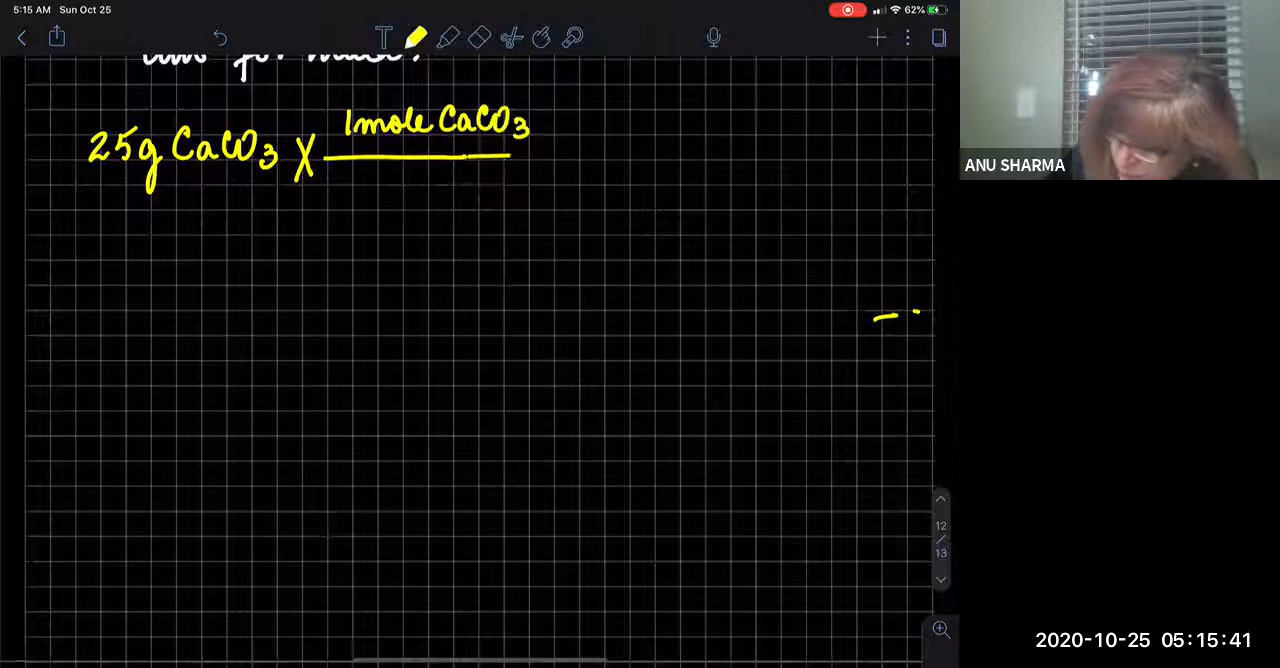 5:15 AM Sun Oct 25
62%
T
for
1mole CaCO3
25g CaCO3 X
ANU SHARMA
12
/
13
2020-10-25 05:15:41